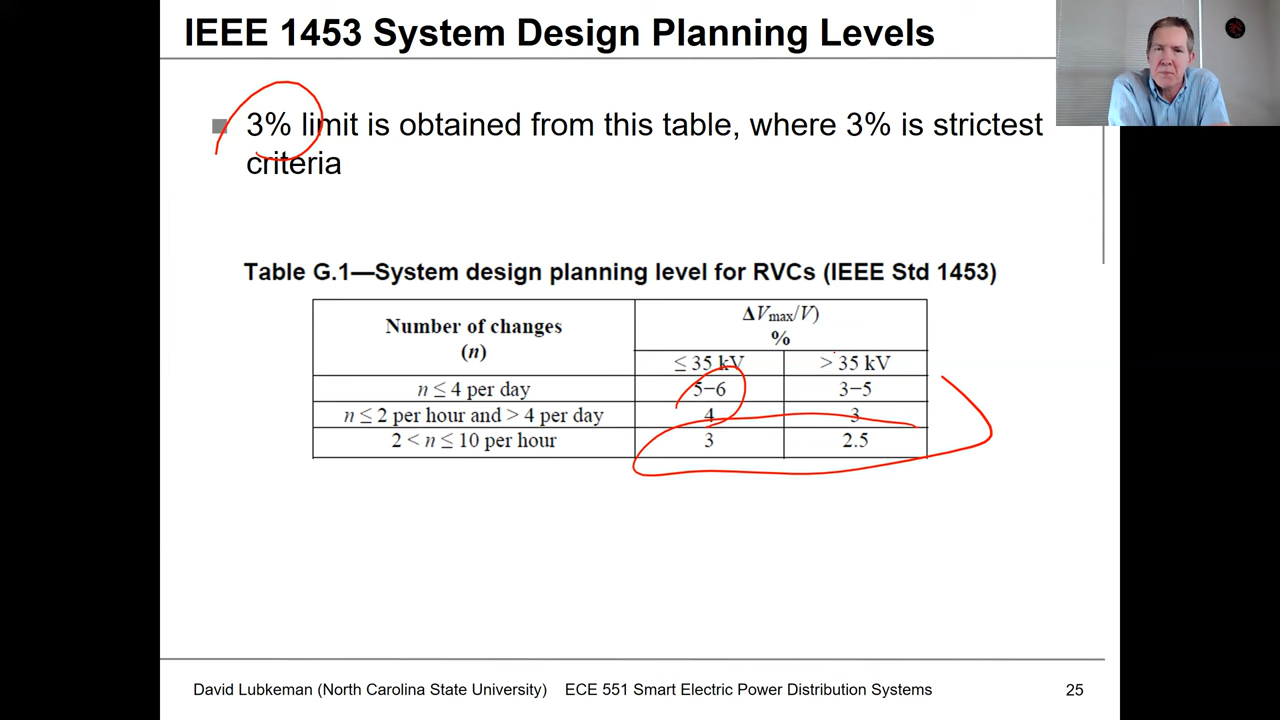 IEEE 1453 System Design Planning Levels
3% limit is obtained from this table, where 3% is strictest
criteria
Table G.1—System design planning level for RVCs (IEEE Std 1453)
Number of changes
(n)
ΔVmax/V)
%
≤ 35 kV > 35 kV
n ≤ 4 per day 5−6 3−5
n ≤ 2 per hour and > 4 per day 4 3
2 < n ≤ 10 per hour 3 2.5
David Lubkeman (North Carolina State University) ECE 551 Smart Electric Power Distribution Systems 25